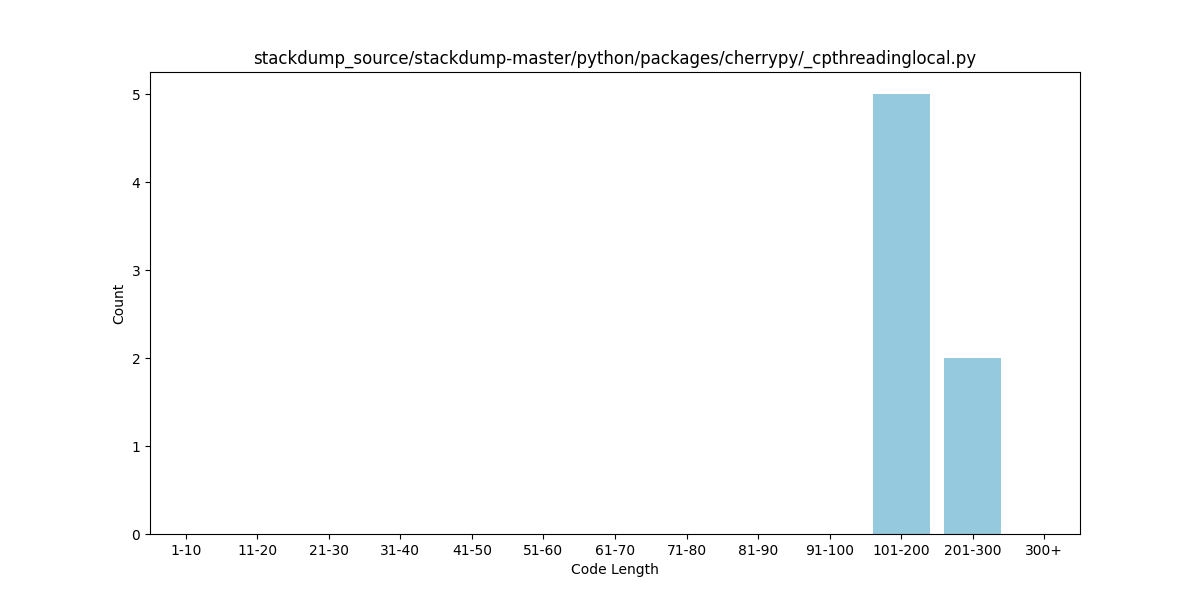 stackdump_source/stackdump-master/python/packages/cherrypy/_cpthreadinglocal.py
5
4
3
2
1
0
Count
1-10 11-20 21-30 31-40 41-50 51-60 61-70 71-80 81-90 91-100 101-200 201-300 300+
Code Length